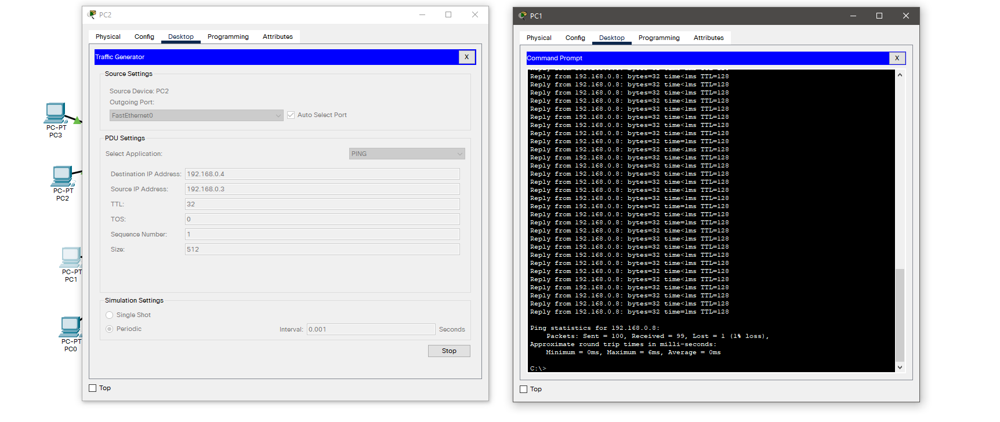 PC-PT
PC3
PC-PT
PC2
PC-PT
PC1
PC-PT
PC0
PC2
Physical Config Desktop Programming Attributes
Traffic Generator X
Source Settings
Source Device: PC2
Outgoing Port:
FastEthernet0 Auto Select Port
PDU Settings
Select Application: PING
Destination IP Address: 192.168.0.4
Source IP Address: 192.168.0.3
TTL: 32
TOS: 0
Sequence Number: 1
Size: 512
Simulation Settings
Single Shot
Periodic Interval: 0.001 Seconds
Stop
Top
PC1
Physical Config Desktop Programming Attributes
Command Prompt X
Reply from 192.168.0.8: bytes=32 time<1ms TTL=128
Reply from 192.168.0.8: bytes=32 time<1ms TTL=128
Reply from 192.168.0.8: bytes=32 time<1ms TTL=128
Reply from 192.168.0.8: bytes=32 time<1ms TTL=128
Reply from 192.168.0.8: bytes=32 time<1ms TTL=128
Reply from 192.168.0.8: bytes=32 time<1ms TTL=128
Reply from 192.168.0.8: bytes=32 time<1ms TTL=128
Reply from 192.168.0.8: bytes=32 time<1ms TTL=128
Reply from 192.168.0.8: bytes=32 time=1ms TTL=128
Reply from 192.168.0.8: bytes=32 time<1ms TTL=128
Reply from 192.168.0.8: bytes=32 time<1ms TTL=128
Reply from 192.168.0.8: bytes=32 time<1ms TTL=128
Reply from 192.168.0.8: bytes=32 time<1ms TTL=128
Reply from 192.168.0.8: bytes=32 time<1ms TTL=128
Reply from 192.168.0.8: bytes=32 time<1ms TTL=128
Reply from 192.168.0.8: bytes=32 time<1ms TTL=128
Reply from 192.168.0.8: bytes=32 time=1ms TTL=128
Reply from 192.168.0.8: bytes=32 time<1ms TTL=128
Reply from 192.168.0.8: bytes=32 time=1ms TTL=128
Reply from 192.168.0.8: bytes=32 time<1ms TTL=128
Reply from 192.168.0.8: bytes=32 time<1ms TTL=128
Reply from 192.168.0.8: bytes=32 time<1ms TTL=128
Reply from 192.168.0.8: bytes=32 time<1ms TTL=128
Reply from 192.168.0.8: bytes=32 time<1ms TTL=128
Reply from 192.168.0.8: bytes=32 time<1ms TTL=128
Reply from 192.168.0.8: bytes=32 time<1ms TTL=128
Reply from 192.168.0.8: bytes=32 time<1ms TTL=128
Reply from 192.168.0.8: bytes=32 time<1ms TTL=128
Reply from 192.168.0.8: bytes=32 time<1ms TTL=128
Reply from 192.168.0.8: bytes=32 time=1ms TTL=128
Ping statistics for 192.168.0.8:
Packets: Sent = 100, Received = 99, Lost = 1 (1% loss),
Approximate round trip times in milli-seconds:
Minimum = 0ms, Maximum = 6ms, Average = 0ms
C:\>
Top